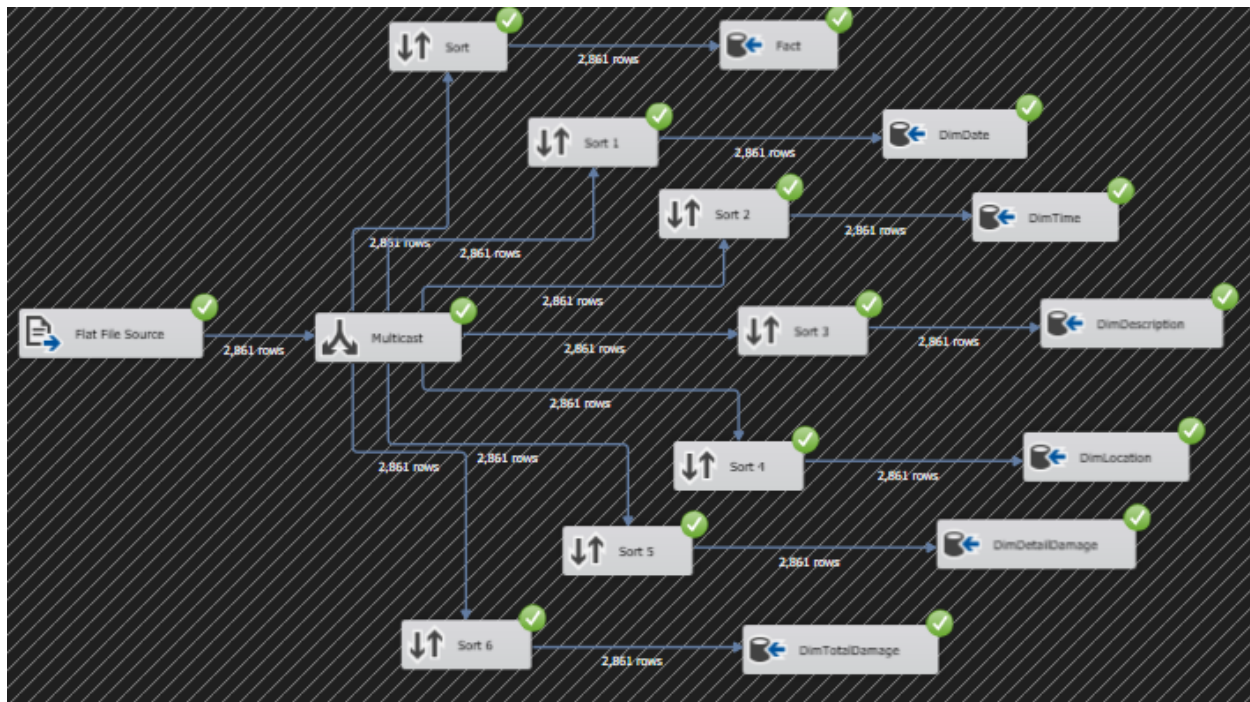 Sort
2,861 rows
Fact
Sort 1
2,861 rows
DimDate
Sort 2
2,861 rows
DimTime
2,861 rows
2,861 rows
2,861 rows
Flat File Source
2,861 rows
Multicast
2,861 rows
Sort 3
2,861 rows
DimDescription
2,861 rows
Sort 4
2,861 rows
DimLocation
2,861 rows
2,861 rows
Sort 5
2,861 rows
DimDetailDamage
Sort 6
2,861 rows
DimTotalDamage